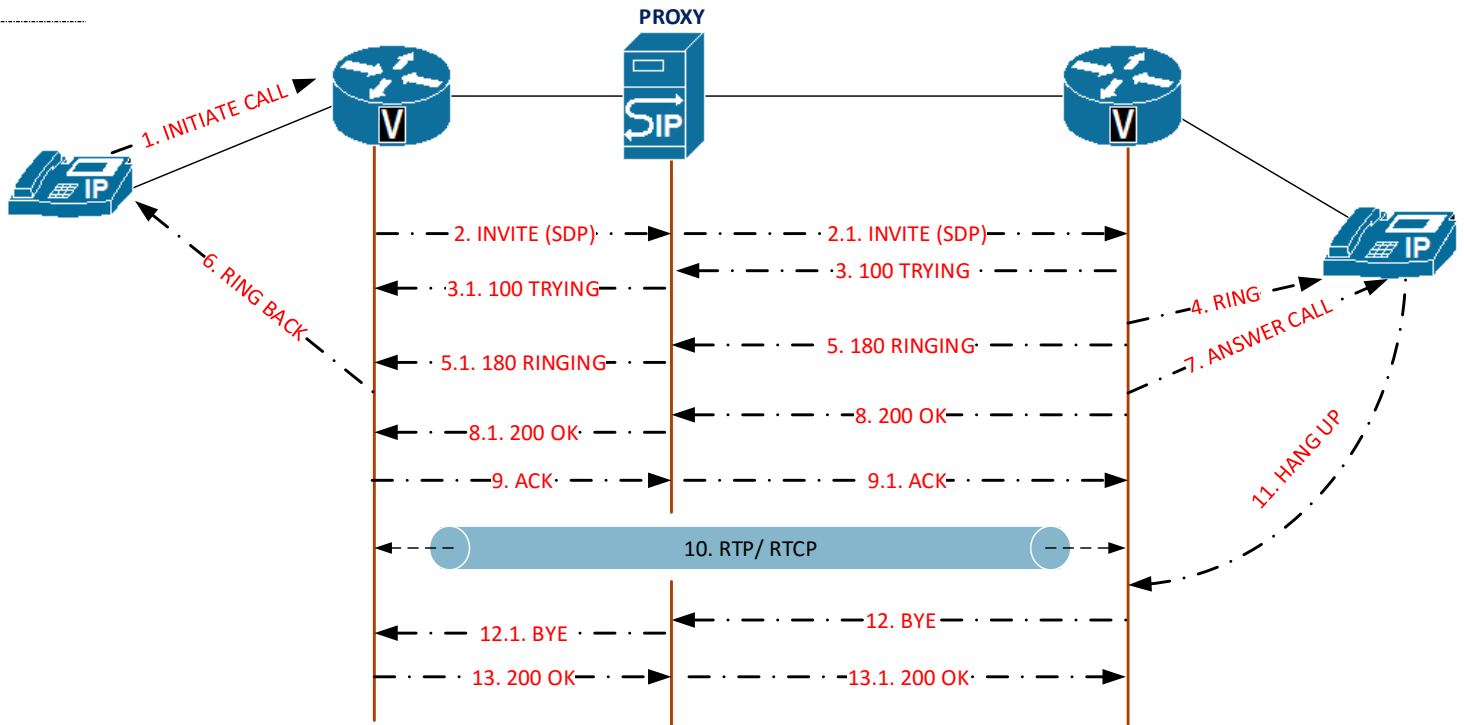 PROXY
1. INITIATE CALL
V
SIP
V
IP
IP
2. INVITE (SDP)
2.1. INVITE (SDP)
3. 100 TRYING
3.1. 100 TRYING
4. RING
5. 180 RINGING
5.1. 180 RINGING
6. RING BACK
7. ANSWER CALL
8. 200 OK
8.1. 200 OK
9. ACK
9.1. ACK
10. RTP/ RTCP
11. HANG UP
12. BYE
12.1. BYE
13. 200 OK
13.1. 200 OK